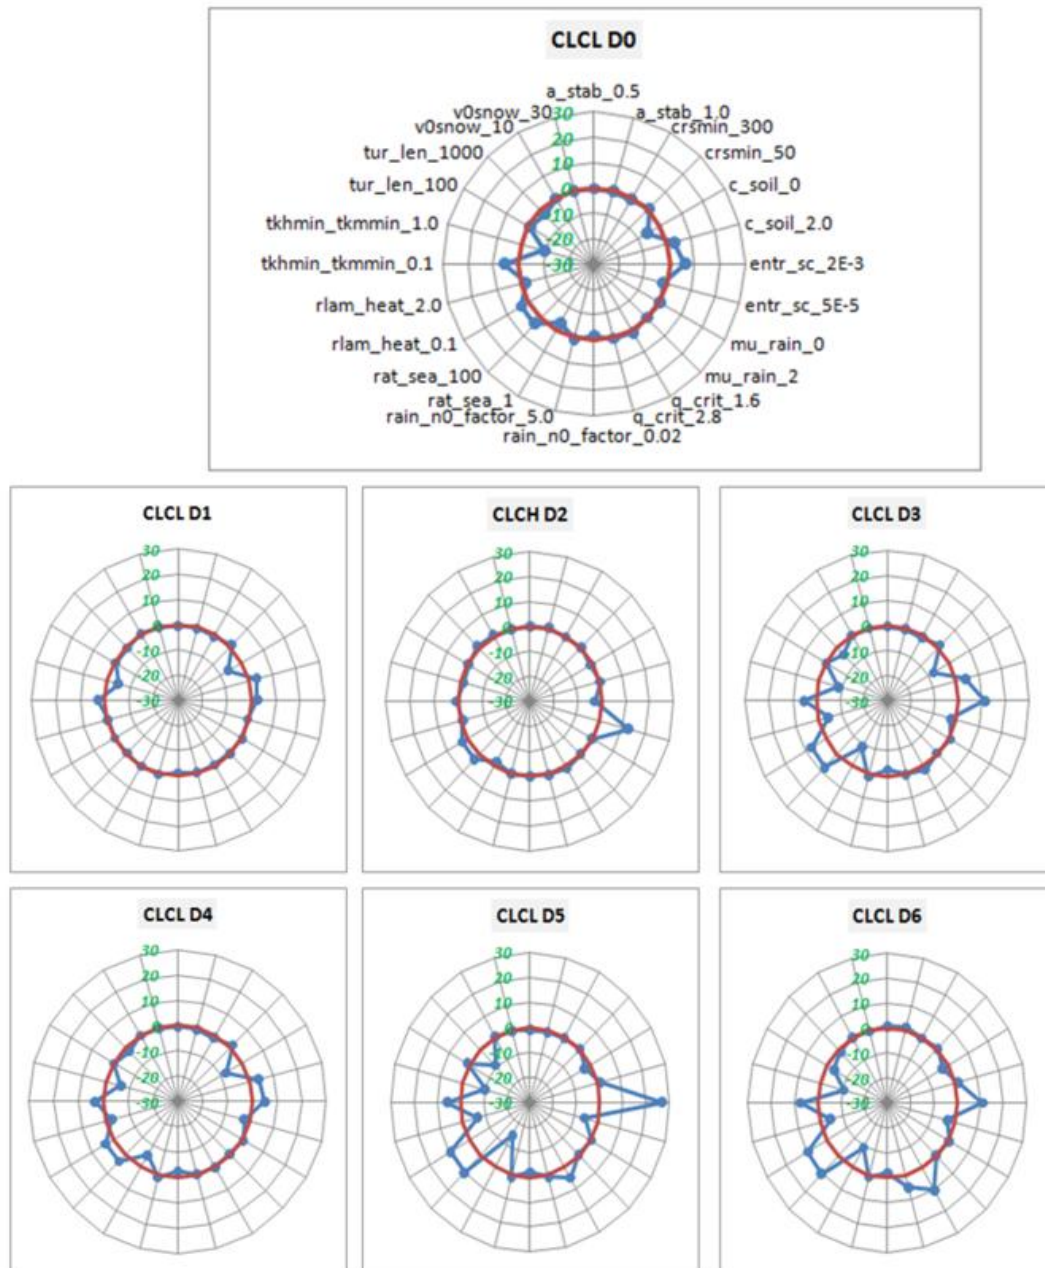 CLCL D0
a_stab_0.5
v0snow_30
a_stab_1.0
v0snow_10
crsmin_300
tur_len_1000
crsmin_50
tur_len_100
c_soil_0
tkhmin_tkmmin_1.0
c_soil_2.0
tkhmin_tkmmin_0.1
entr_sc_2E-3
rlam_heat_2.0
entr_sc_5E-5
rlam_heat_0.1
mu_rain_0
rat_sea_100
mu_rain_2
rat_sea_1
q_crit_1.6
rain_n0_factor_5.0
q_crit_2.8
rain_n0_factor_0.02
30
20
10
0
-10
-20
-30
CLCL D1
30
20
10
0
-10
-20
-30
CLCH D2
30
20
10
0
-10
-20
-30
CLCL D3
30
20
10
0
-10
-20
-30
CLCL D4
30
20
10
0
-10
-20
-30
CLCL D5
30
20
10
0
-10
-20
-30
CLCL D6
30
20
10
0
-10
-20
-30